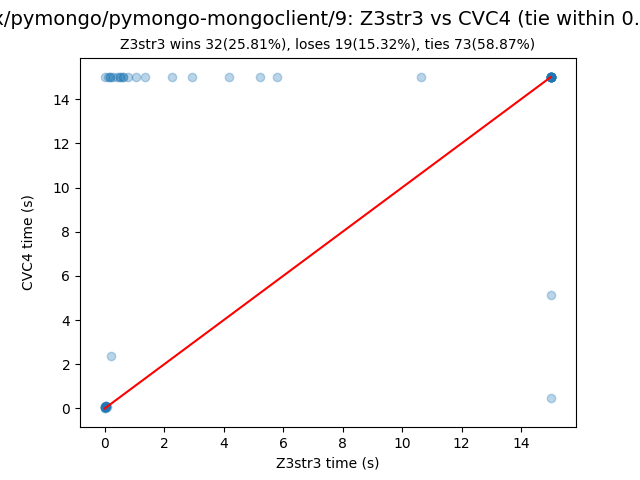 x/pymongo/pymongo-mongoclient/9: Z3str3 vs CVC4 (tie within 0.
Z3str3 wins 32(25.81%), loses 19(15.32%), ties 73(58.87%)
14
12
10
8
6
4
2
0
CVC4 time (s)
0 2 4 6 8 10 12 14
Z3str3 time (s)